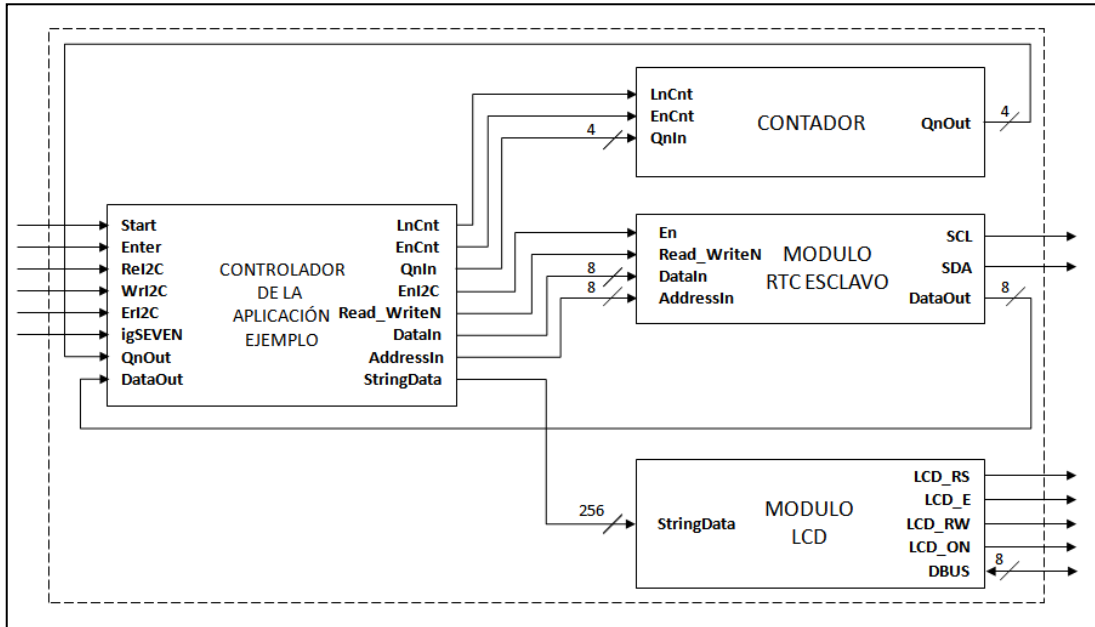 LnCnt
EnCnt
QnIn
4
CONTADOR
QnOut
4
Start
Enter
ReI2C
WrI2C
ErI2C
igSEVEN
QnOut
DataOut
CONTROLADOR
DE LA
APLICACIÓN
EJEMPLO
LnCnt
EnCnt
QnIn
EnI2C
Read_WriteN
DataIn
AddressIn
StringData
8
8
En
Read_WriteN
DataIn
AddressIn
MODULO
RTC ESCLAVO
SCL
SDA
DataOut
8
256
StringData
MODULO
LCD
LCD_RS
LCD_E
LCD_RW
LCD_ON
DBUS
8